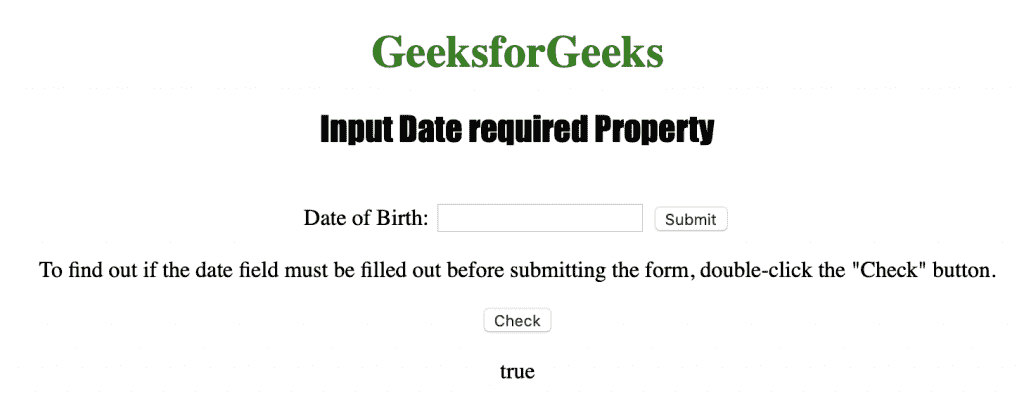 GeeksforGeeks
Input Date required Property
Date of Birth: Submit
To find out if the date field must be filled out before submitting the form, double-click the "Check" button.
Check
true